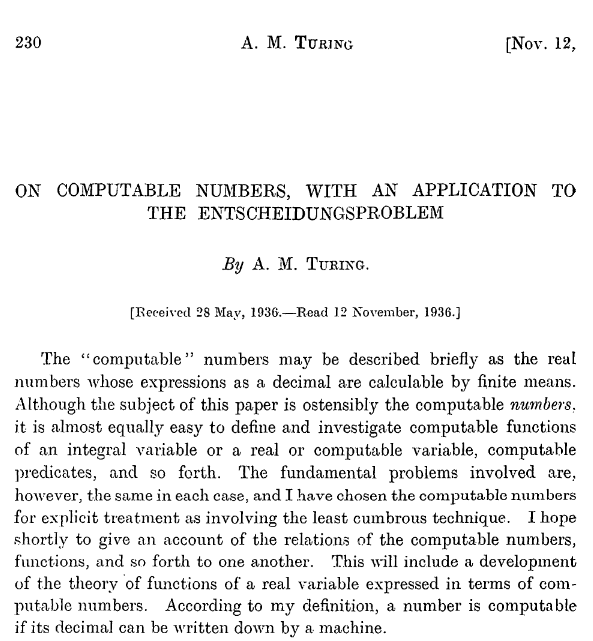 230 A. M. TURING [NOV. 12,
ON COMPUTABLE NUMBERS, WITH AN APPLICATION TO
THE ENTSCHEIDUNGSPROBLEM
By A. M. TURING.
[Received 28 May, 1936.—Read 12 November, 1936.]
The "computable" numbers may be described briefly as the real
numbers whose expressions as a decimal are calculable by finite means.
Although the subject of this paper is ostensibly the computable numbers,
it is almost equally easy to define and investigate computable functions
of an integral variable or a real or computable variable, computable
predicates, and so forth. The fundamental problems involved are,
however, the same in each case, and I have chosen the computable numbers
for explicit treatment as involving the least cumbrous technique. I hope
shortly to give an account of the relations of the computable numbers,
functions, and so forth to one another. This will include a development
of the theory of functions of a real variable expressed in terms of com-
putable numbers. According to my definition, a number is computable
if its decimal can be written down by a machine.